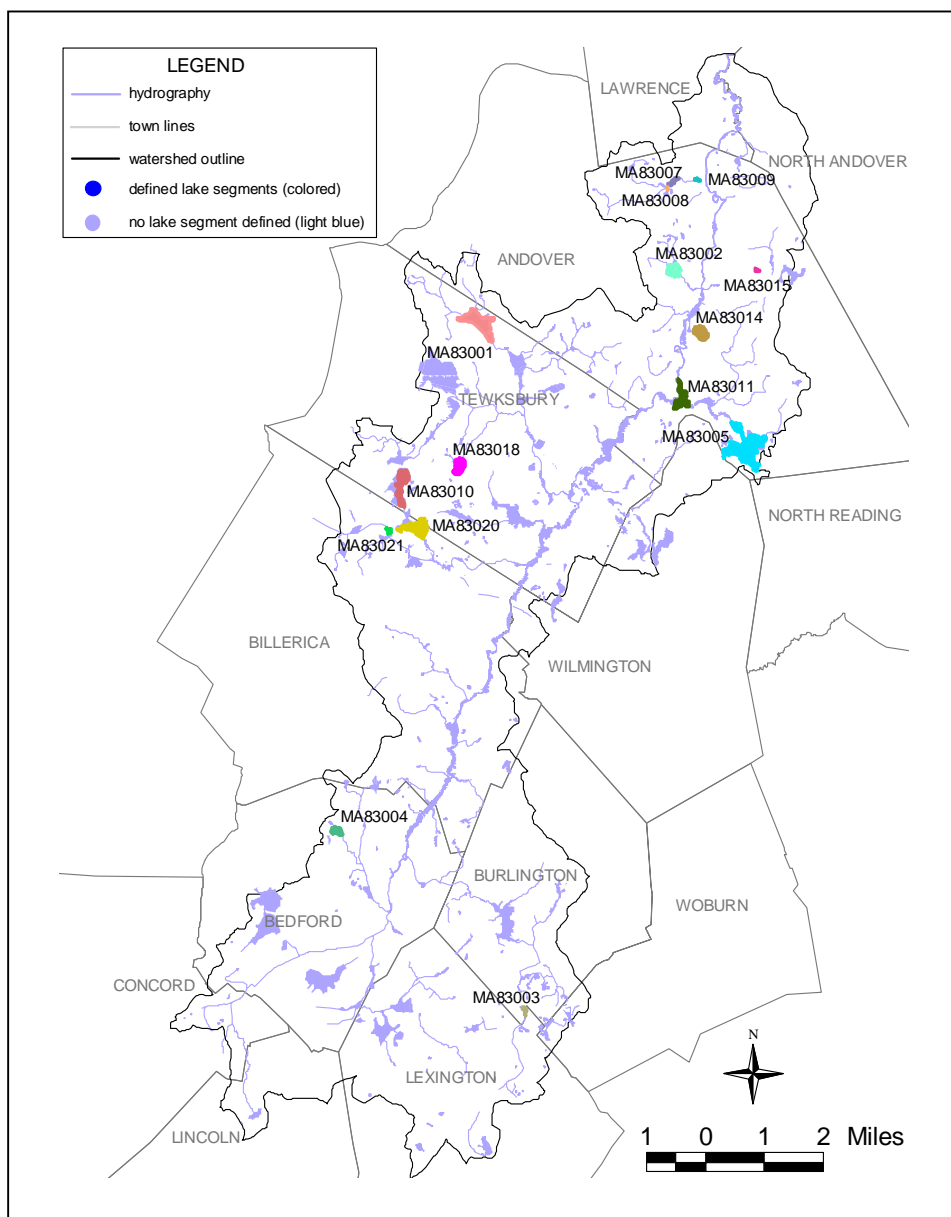 LEGEND
hydrography
town lines
watershed outline
defined lake segments (colored)
no lake segment defined (light blue)
LAWRENCE
NORTH ANDOVER
MA83007
MA83009
MA83008
ANDOVER
MA83002
MA83015
MA83014
MA83001
MA83011
TEWKSBURY
MA83005
MA83018
MA83010
MA83020
NORTH READING
MA83021
BILLERICA
WILMINGTON
MA83004
BURLINGTON
WOBURN
BEDFORD
CONCORD
MA83003
N
LEXINGTON
LINCOLN
1 0 1 2 Miles